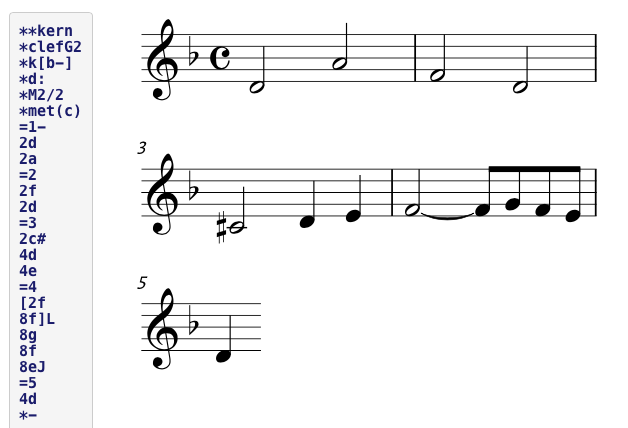 **kern
*clefG2
*k[b-]
*d:
*M2/2
*met(c)
=1-
2d
2a
=2
2f
2d
=3
2c#
4d
4e
=4
[2f
8f]L
8g
8f
8eJ
=5
4d
*-
3
5